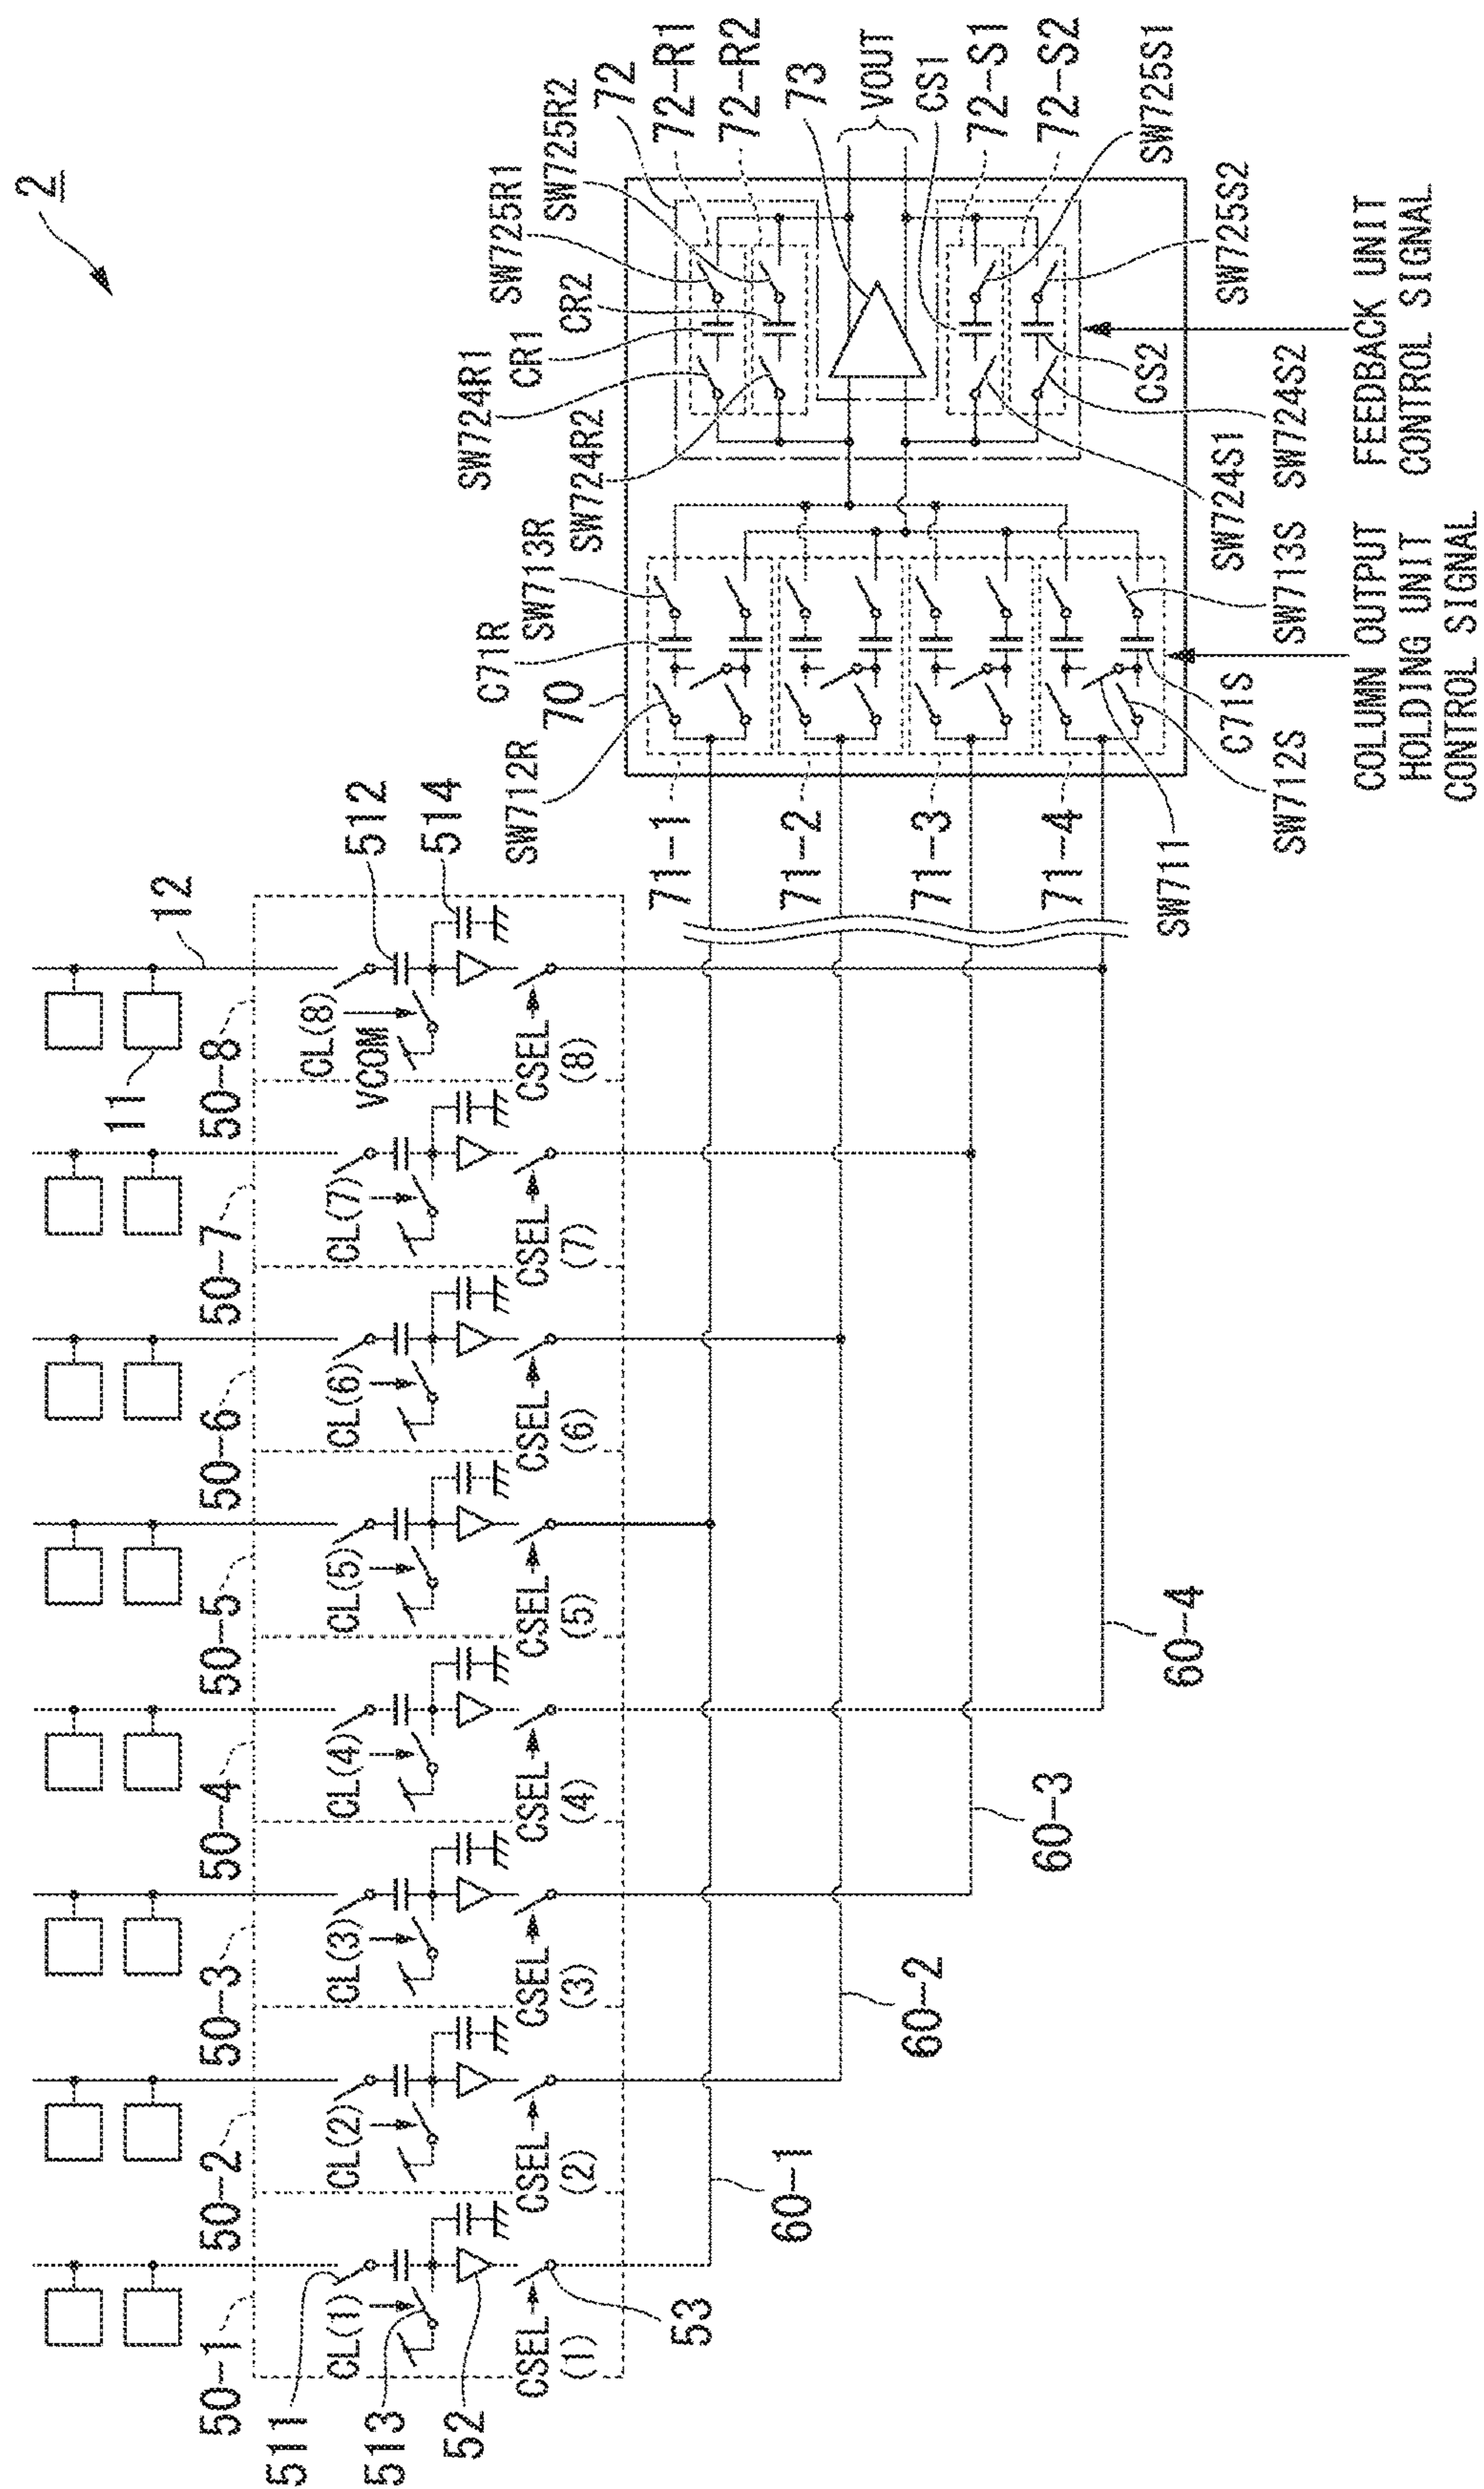 2
50-1
50-2
50-3
50-4
50-5
50-6
50-7
50-8
11
12
511
CL(1)
CL(2)
CL(3)
CL(4)
CL(5)
CL(6)
CL(7)
CL(8)
VCOM
512
513
514
52
CSEL
(1)
CSEL
(2)
CSEL
(3)
CSEL
(4)
CSEL
(5)
CSEL
(6)
CSEL
(7)
CSEL
(8)
53
60-1
60-2
60-3
60-4
SW712R
70
C71R
SW713R
71-1
71-2
71-3
71-4
SW711
SW712S
C71S
SW713S
SW724R1
SW724R2
CR1
CR2
SW725R1
SW725R2
72
72-R1
72-R2
73
VOUT
CS1
72-S1
72-S2
SW725S1
SW725S2
CS2
SW724S2
SW724S1
COLUMN OUTPUT
HOLDING UNIT
CONTROL SIGNAL
FEEDBACK UNIT
CONTROL SIGNAL